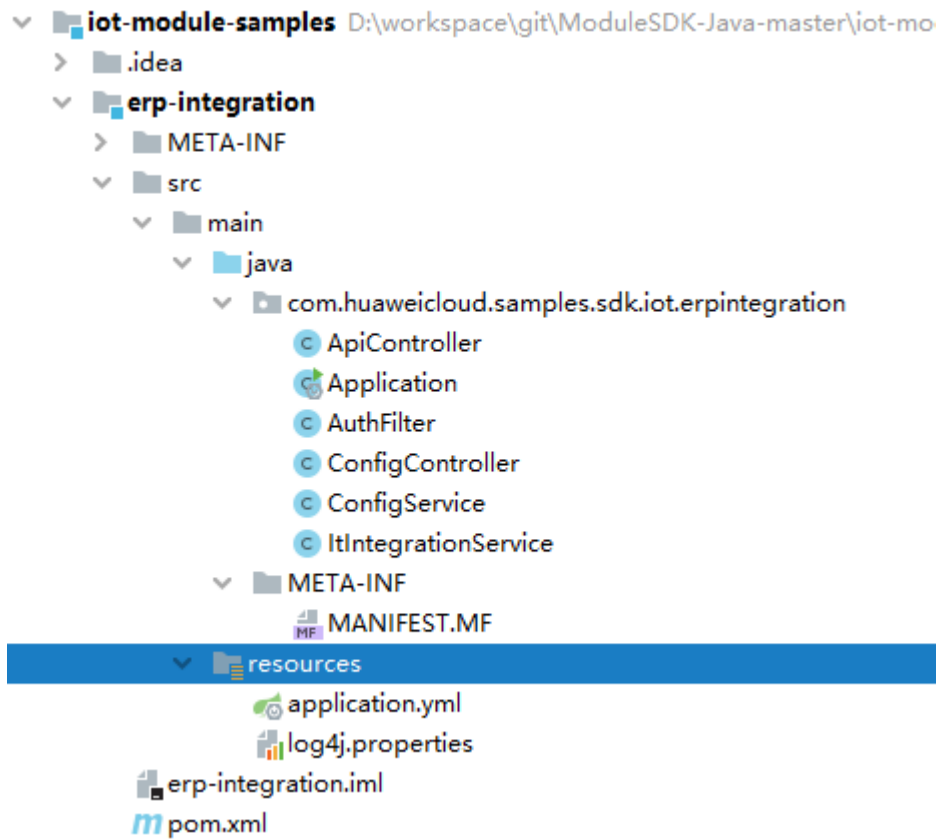 iot-module-samples D:\workspace\git\ModuleSDK-Java-master\iot-mo
.idea
erp-integration
META-INF
src
main
java
com.huaweicloud.samples.sdk.iot.erpintegration
C ApiController
C Application
C AuthFilter
C ConfigController
C ConfigService
C ItIntegrationService
META-INF
MF MANIFEST.MF
resources
application.yml
log4j.properties
erp-integration.iml
m pom.xml